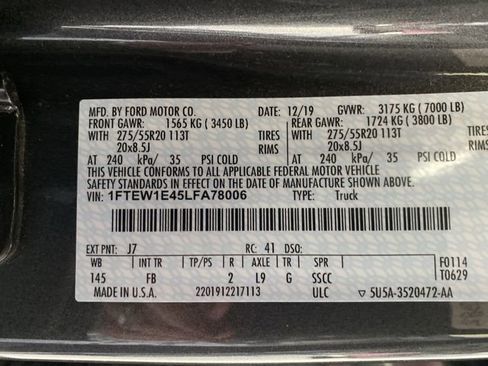 MFD. BY FORD MOTOR CO. DATE: 12/19 GVWR: 3175 KG ( 7000 LB)
FRONT GAWR: 1565 KG ( 3450 LB) REAR GAWR: 1724 KG ( 3800 LB)
WITH 275/55R20 113T TIRES WITH 275/55R20 113T TIRES
20x8.5J RIMS 20x8.5J RIMS
AT 240 kPa/ 35 PSI COLD AT 240 kPa/ 35 PSI COLD
THIS VEHICLE CONFORMS TO ALL APPLICABLE FEDERAL MOTOR VEHICLE
SAFETY STANDARDS IN EFFECT ON THE DATE OF MANUFACTURE SHOWN ABOVE.
VIN: 1FTEW1E45LFA78006 TYPE: Truck
EXT PNT: J7 RC: 41 DSO:
WB INT TR TP/PS R AXLE TR SPR F0114
145 FB 2 L9 G SSCC T0629
MADE IN U.S.A. 2201912217113 ULC ▽ 5U5A-3520472-AA